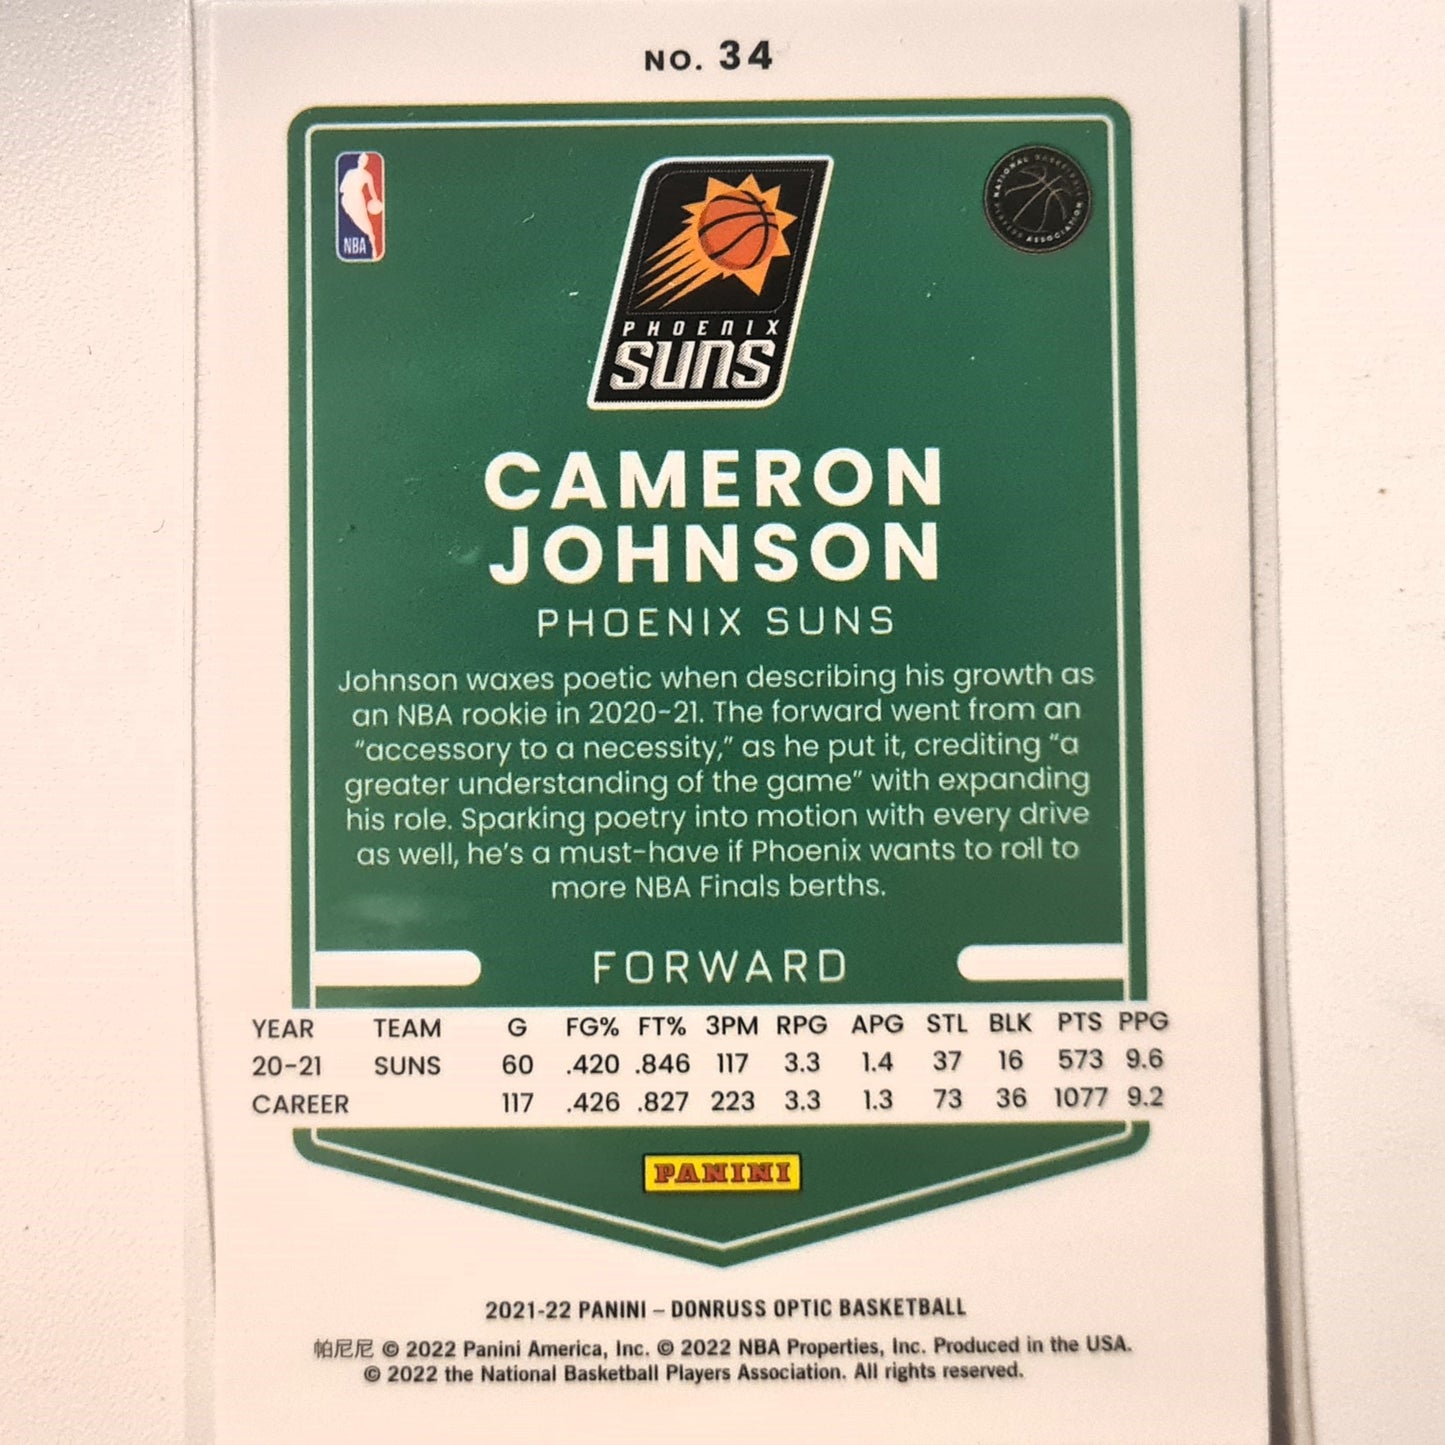 NO. 34
NBA
NATIONAL BASKETBALL
PLAYERS ASSOCIATION
PHOENIX
SUNS
CAMERON
JOHNSON
PHOENIX SUNS
Johnson waxes poetic when describing his growth as
an NBA rookie in 2020-21. The forward went from an
“accessory to a necessity,” as he put it, crediting “a
greater understanding of the game” with expanding
his role. Sparking poetry into motion with every drive
as well, he’s a must-have if Phoenix wants to roll to
more NBA Finals berths.
FORWARD
YEAR TEAM G FG% FT% 3PM RPG APG STL BLK PTS PPG
20-21 SUNS 60 .420 .846 117 3.3 1.4 37 16 573 9.6
CAREER 117 .426 .827 223 3.3 1.3 73 36 1077 9.2
PANINI
2021-22 PANINI – DONRUSS OPTIC BASKETBALL
帕尼尼 © 2022 Panini America, Inc. © 2022 NBA Properties, Inc. Produced in the USA.
© 2022 the National Basketball Players Association. All rights reserved.